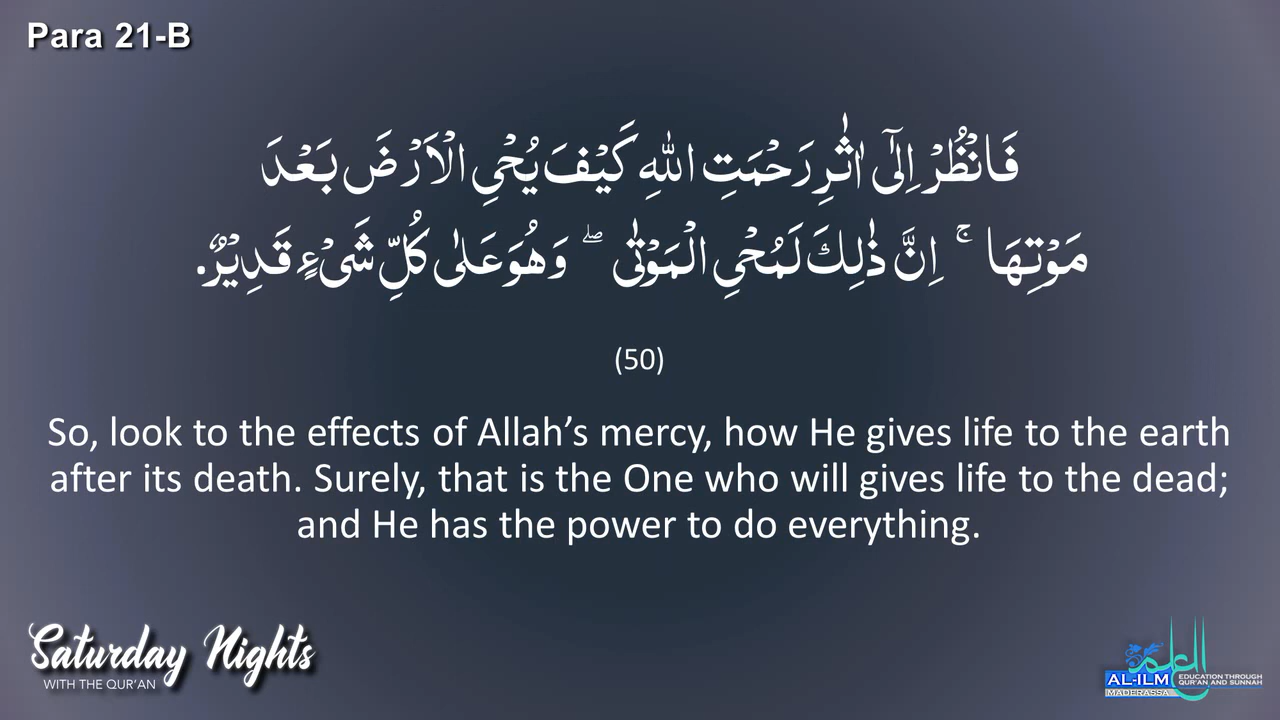 Para 21-B
فَانْظُرْ اِلٰۤی اٰثٰرِ رَحْمَتِ اللهِ كَیْفَ یُحْیِ الْاَرْضَ بَعْدَ
مَوْتِهَا ۚ اِنَّ ذٰلِكَ لَمُحْیِ الْمَوْتٰی ۖ وَهُوَ عَلٰی كُلِّ شَیْءٍ قَدِیْرٌ.
(50)
So, look to the effects of Allah’s mercy, how He gives life to the earth
after its death. Surely, that is the One who will gives life to the dead;
and He has the power to do everything.
Saturday Nights
WITH THE QUR'AN
العلم
AL-ILM
MADERASSA
EDUCATION THROUGH
QUR'AN AND SUNNAH